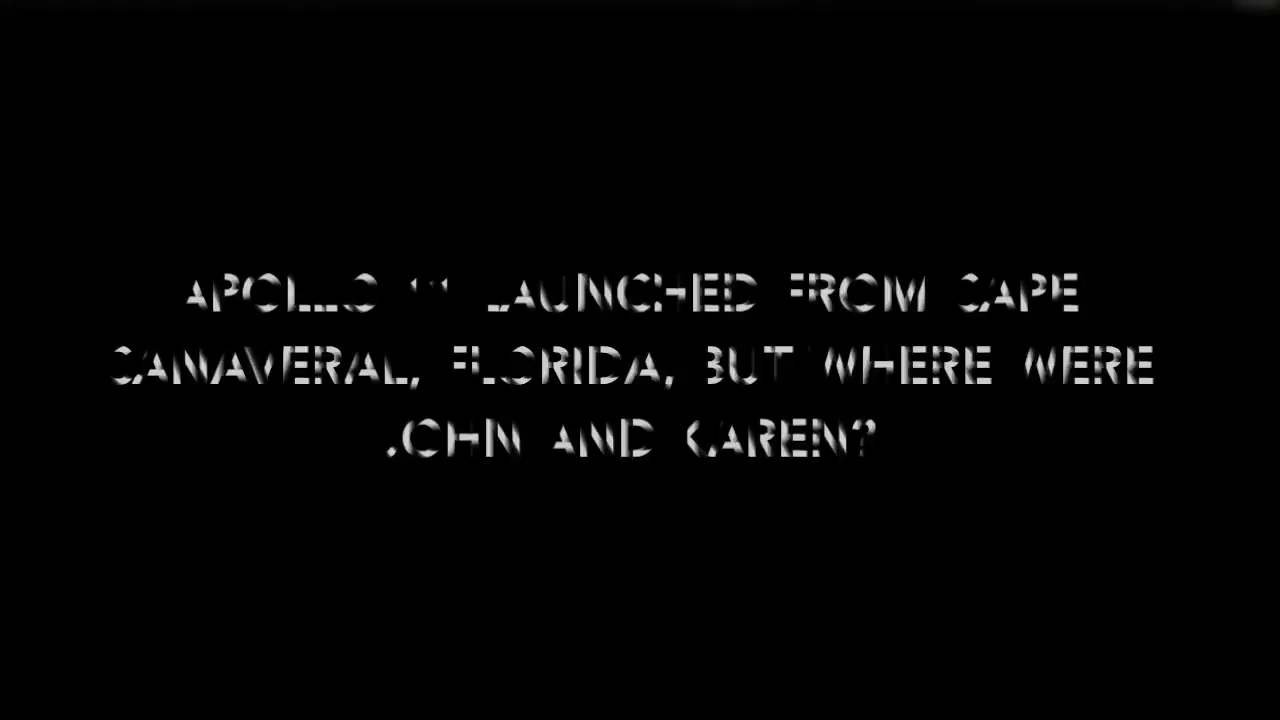 APOLLO 11 LAUNCHED FROM CAPE
CANAVERAL, FLORIDA, BUT WHERE WERE
JOHN AND KAREN?